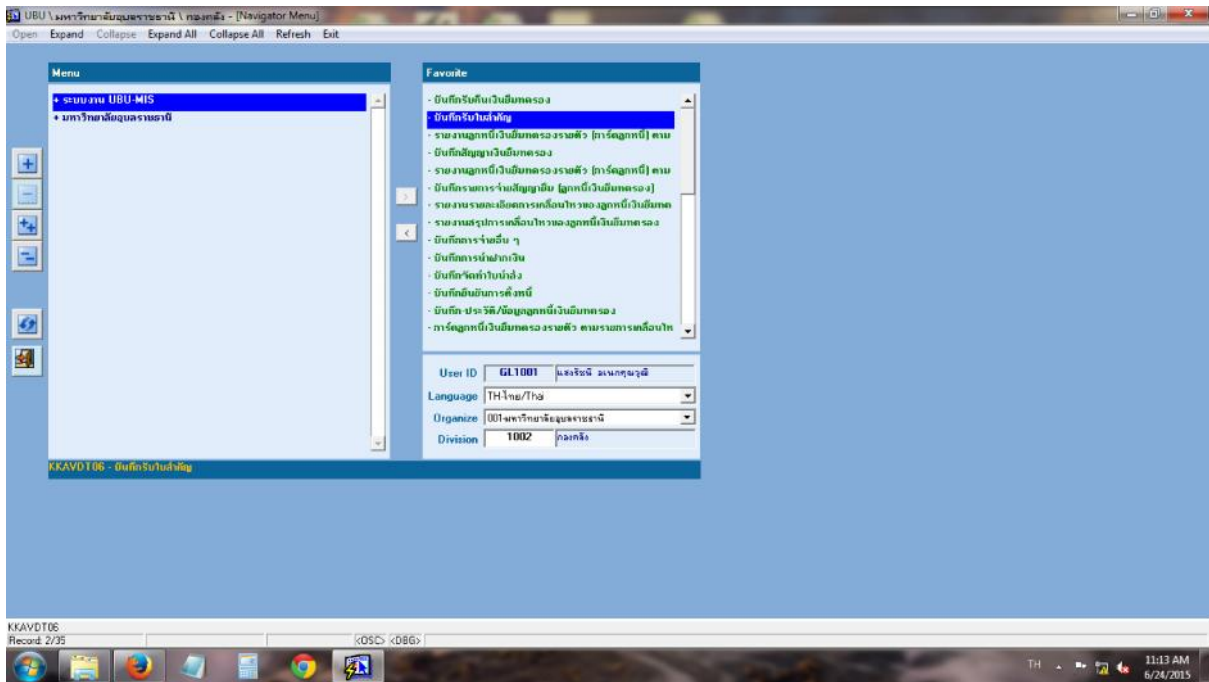 UBU \ มหาวิทยาลัยอุบลราชธานี \ กองคลัง - [Navigator Menu]
Open Expand Collapse Expand All Collapse All Refresh Exit
Menu
+ ระบบงาน UBU-MIS
+ มหาวิทยาลัยอุบลราชธานี
Favorite
- บันทึกรับคืนเงินยืมทดรอง
- บันทึกรับใบสำคัญ
- รายงานลูกหนี้เงินยืมทดรองรายตัว (การ์ดลูกหนี้) ตาม
- บันทึกสัญญาเงินยืมทดรอง
- รายงานลูกหนี้เงินยืมทดรองรายตัว (การ์ดลูกหนี้) ตาม
- บันทึกรายการจ่ายสัญญายืม (ลูกหนี้เงินยืมทดรอง)
- รายงานรายละเอียดการเคลื่อนไหวของลูกหนี้เงินยืมทด
- รายงานสรุปการเคลื่อนไหวของลูกหนี้เงินยืมทดรอง
- บันทึกการจ่ายอื่น ๆ
- บันทึกการนำฝากเงิน
- บันทึกจัดทำใบนำส่ง
- บันทึกยืนยันการตั้งหนี้
- บันทึก-ประวัติ/ข้อมูลลูกหนี้เงินยืมทดรอง
- การ์ดลูกหนี้เงินยืมทดรองรายตัว ตามรายการเคลื่อนไห
User ID GL1001
Language TH-ไทย/Thai
Organize 001-มหาวิทยาลัยอุบลราชธานี
Division 1002 กองคลัง
KKAVDT06 - บันทึกรับใบสำคัญ
KKAVDT06
Record: 2/35 <OSC> <DBG>
TH 11:13 AM
6/24/2015